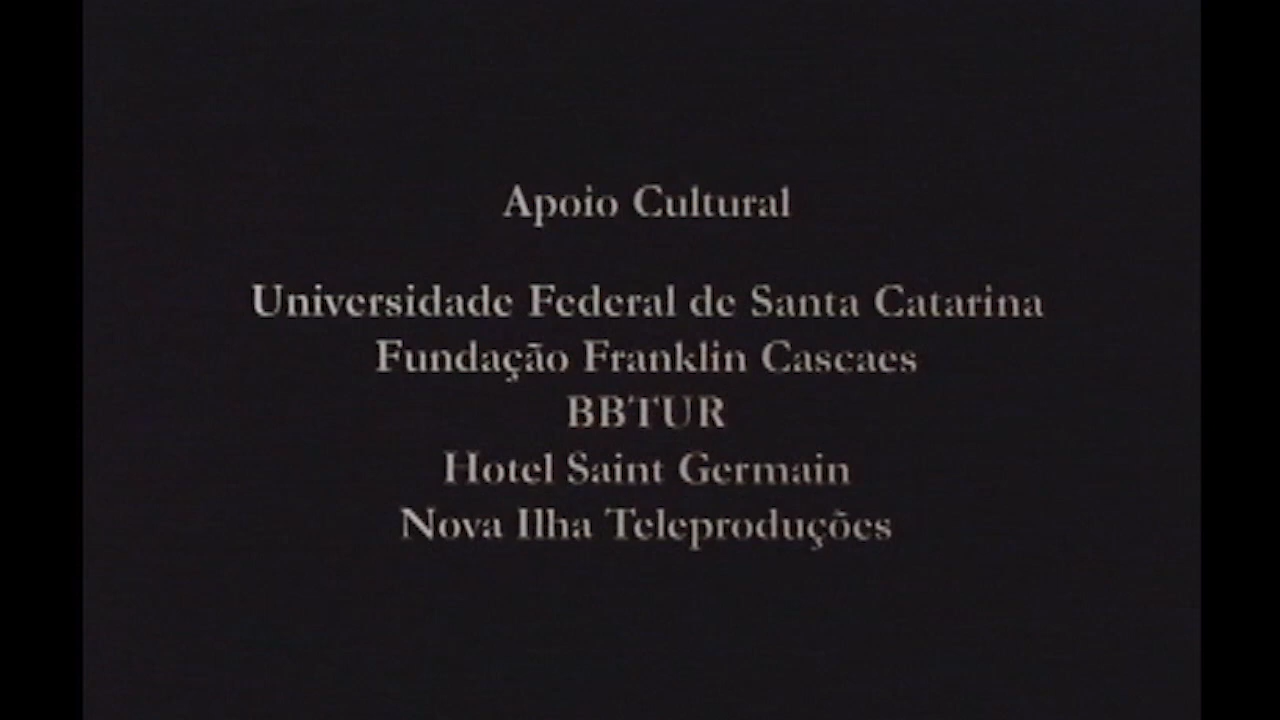 Apoio Cultural
Universidade Federal de Santa Catarina
Fundação Franklin Cascaes
BBTUR
Hotel Saint Germain
Nova Ilha Teleproduções